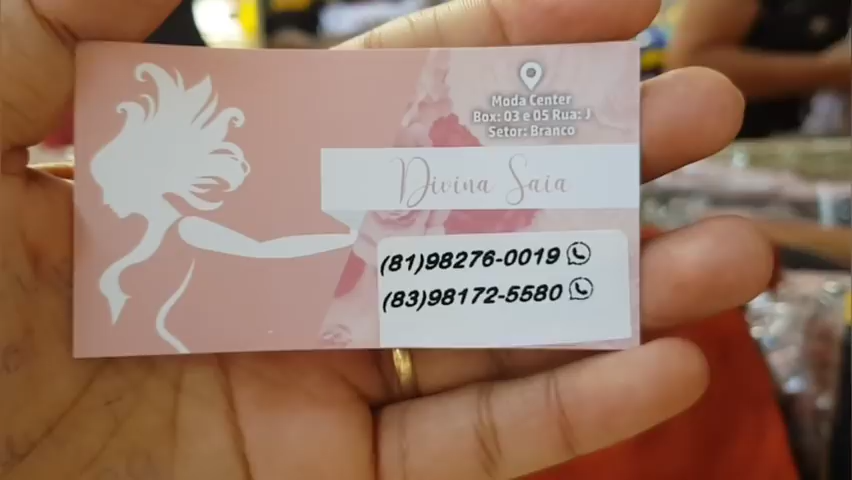 Moda Center
Box: 03 e 05 Rua: J
Setor: Branco
Divina Saia
(81)98276-0019
(83)98172-5580